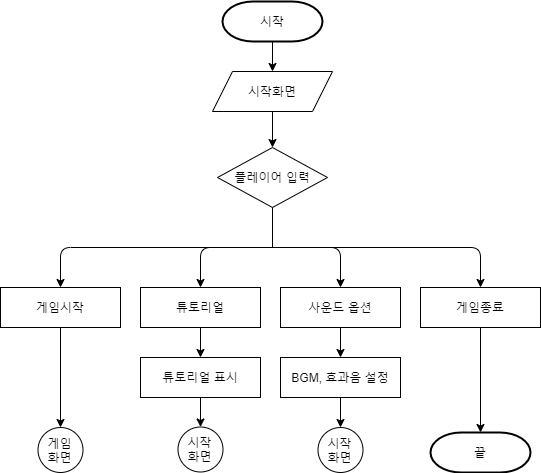 시작
시작화면
플레이어 입력
게임시작
튜토리얼
사운드 옵션
게임종료
튜토리얼 표시
BGM, 효과음 설정
게임
화면
시작
화면
시작
화면
끝